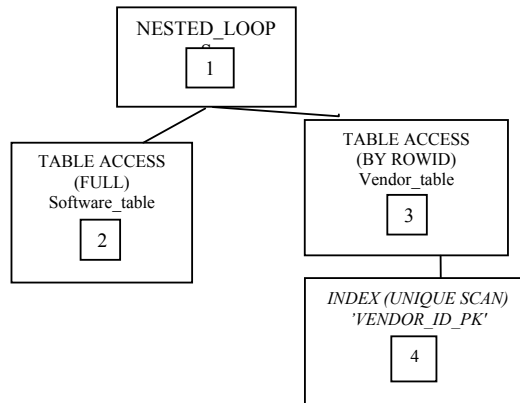 NESTED_LOOP
1
TABLE ACCESS
(FULL)
Software_table
2
TABLE ACCESS
(BY ROWID)
Vendor_table
3
INDEX (UNIQUE SCAN)
'VENDOR_ID_PK'
4